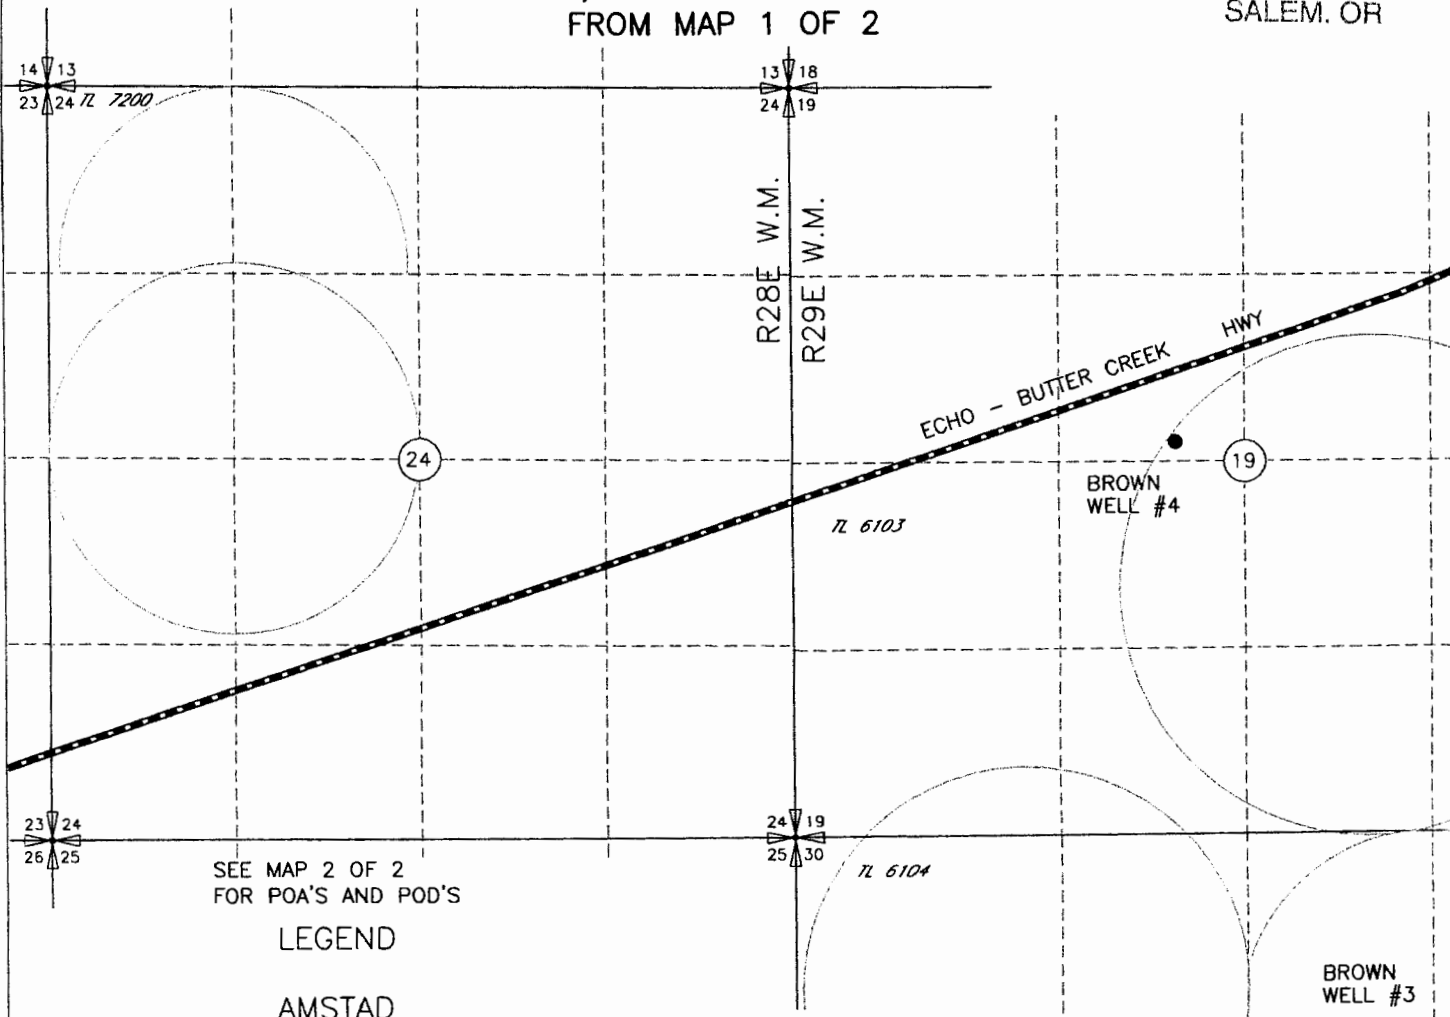 FROM MAP 1 OF 2
SALEM. OR
14 13
23 24
TL 7200
13 18
24 19
R28E W.M.
R29E W.M.
ECHO - BUTTER CREEK HWY
24
19
BROWN
WELL #4
TL 6103
23 24
26 25
24 19
25 30
SEE MAP 2 OF 2
FOR POA'S AND POD'S
TL 6104
LEGEND
BROWN
WELL #3
AMSTAD